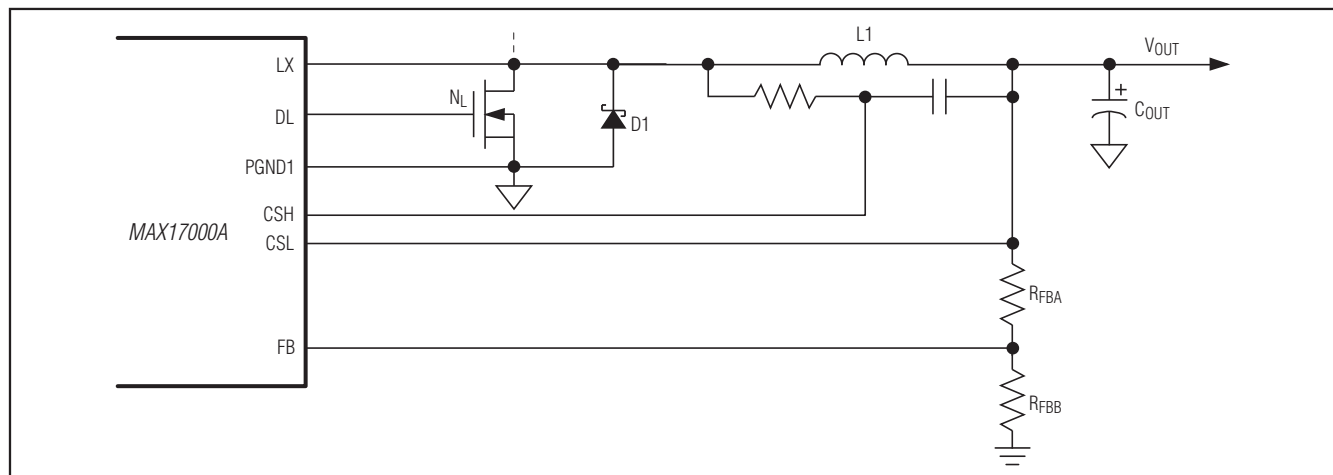 L1
VOUT
LX
NL
DL
D1
+
COUT
PGND1
CSH
MAX17000A
CSL
RFBA
FB
RFBB